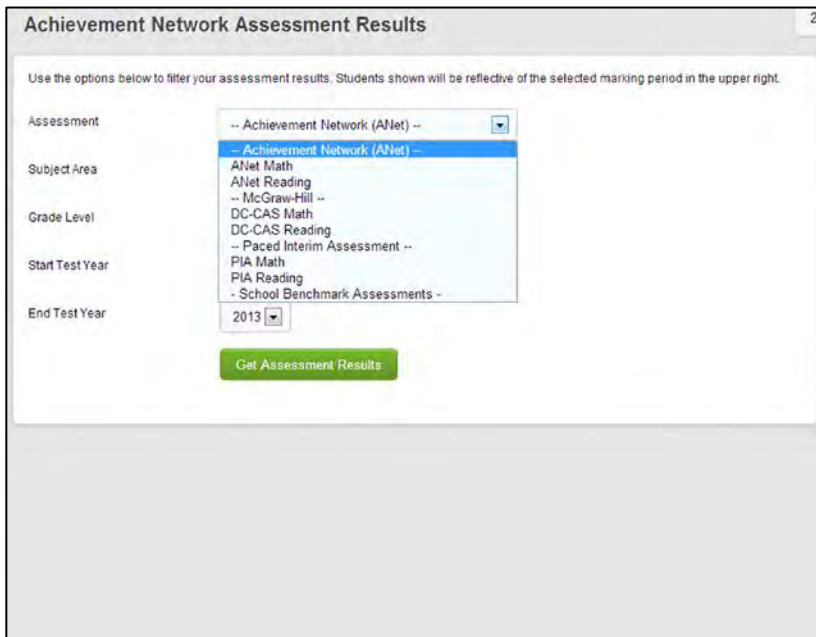 Achievement Network Assessment Results
2
Use the options below to filter your assessment results. Students shown will be reflective of the selected marking period in the upper right.
Assessment
-- Achievement Network (ANet) --
-- Achievement Network (ANet) --
ANet Math
Subject Area
ANet Reading
-- McGraw-Hill --
Grade Level
DC-CAS Math
DC-CAS Reading
-- Paced Interim Assessment --
Start Test Year
PIA Math
PIA Reading
- School Benchmark Assessments -
End Test Year
2013
Get Assessment Results